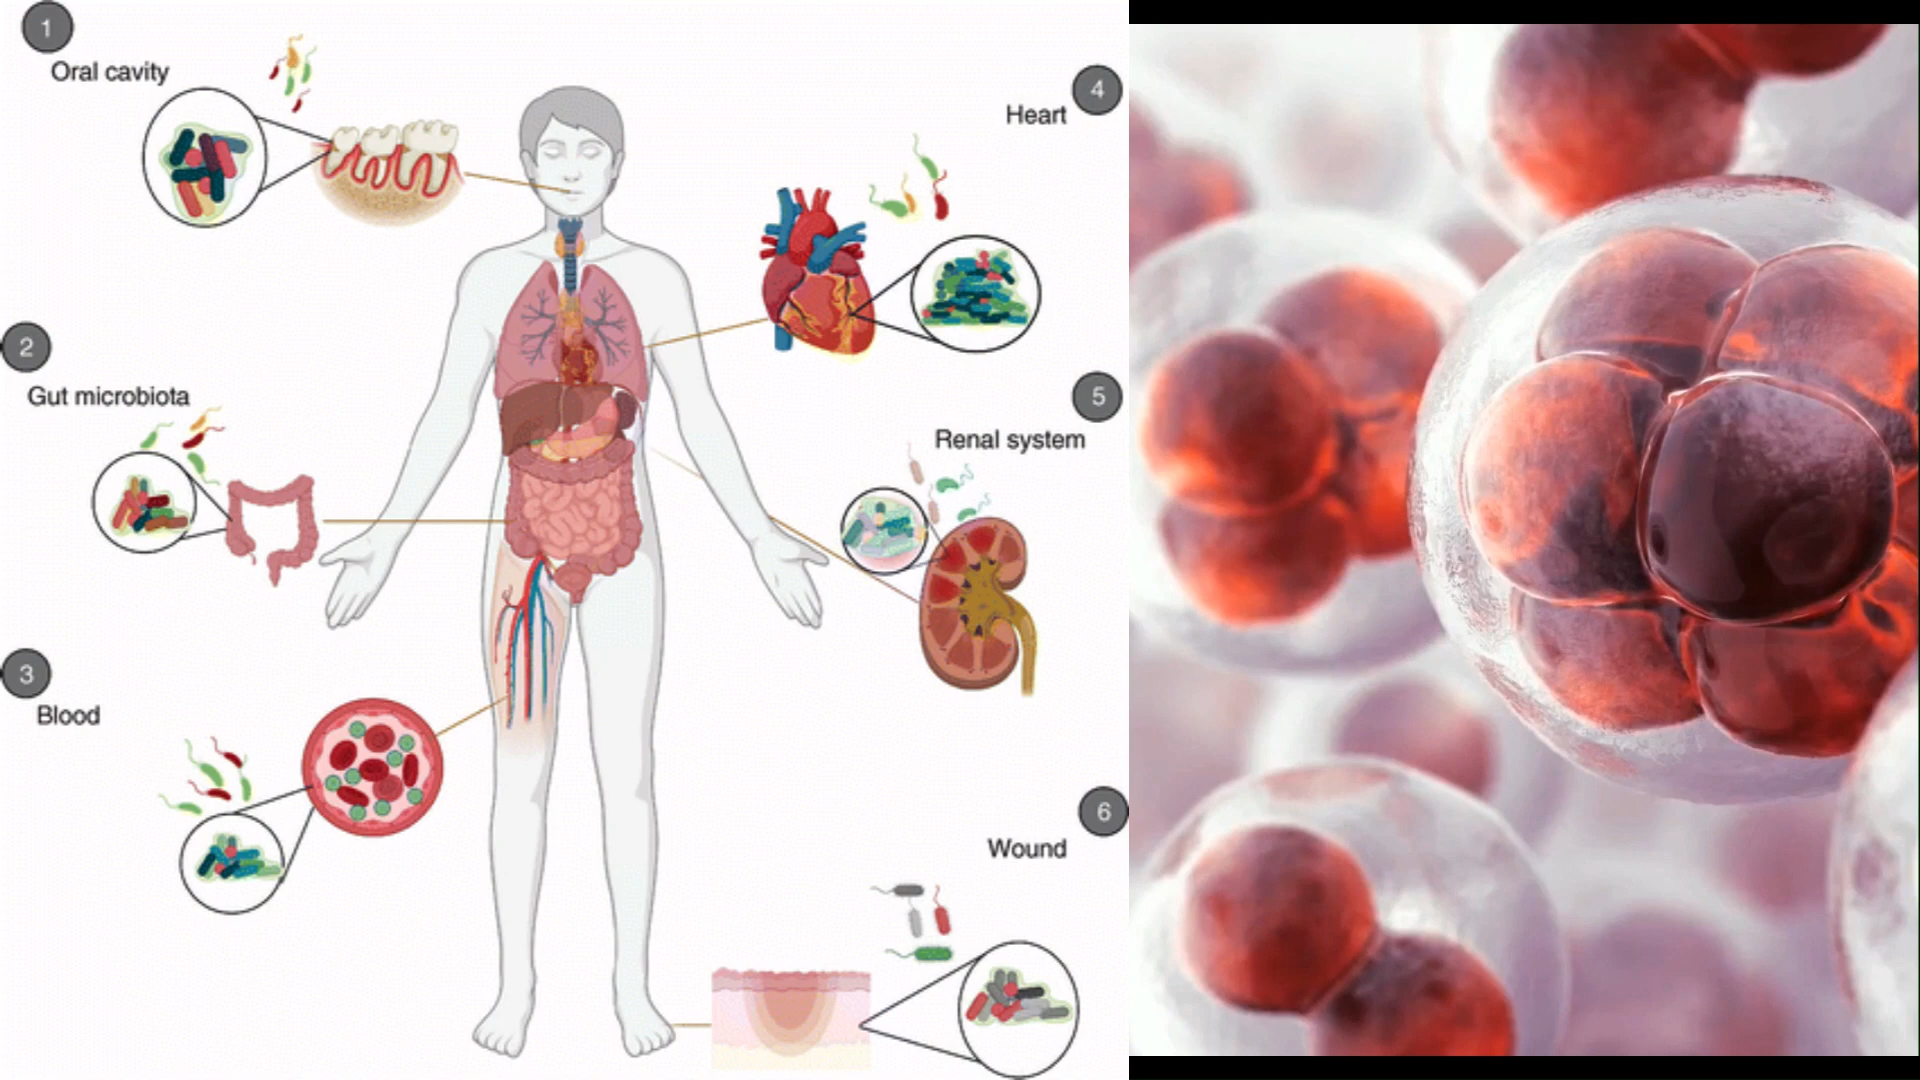 1
Oral cavity
2
Gut microbiota
3
Blood
4
Heart
5
Renal system
6
Wound